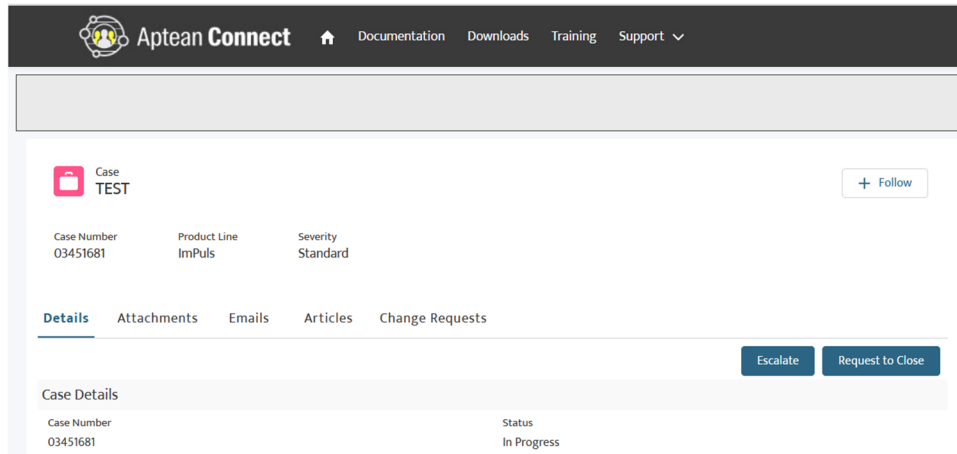 Aptean Connect Documentation Downloads Training Support
Case
TEST
+ Follow
Case Number Product Line Severity
03451681 ImPuls Standard
Details Attachments Emails Articles Change Requests
Escalate Request to Close
Case Details
Case Number Status
03451681 In Progress